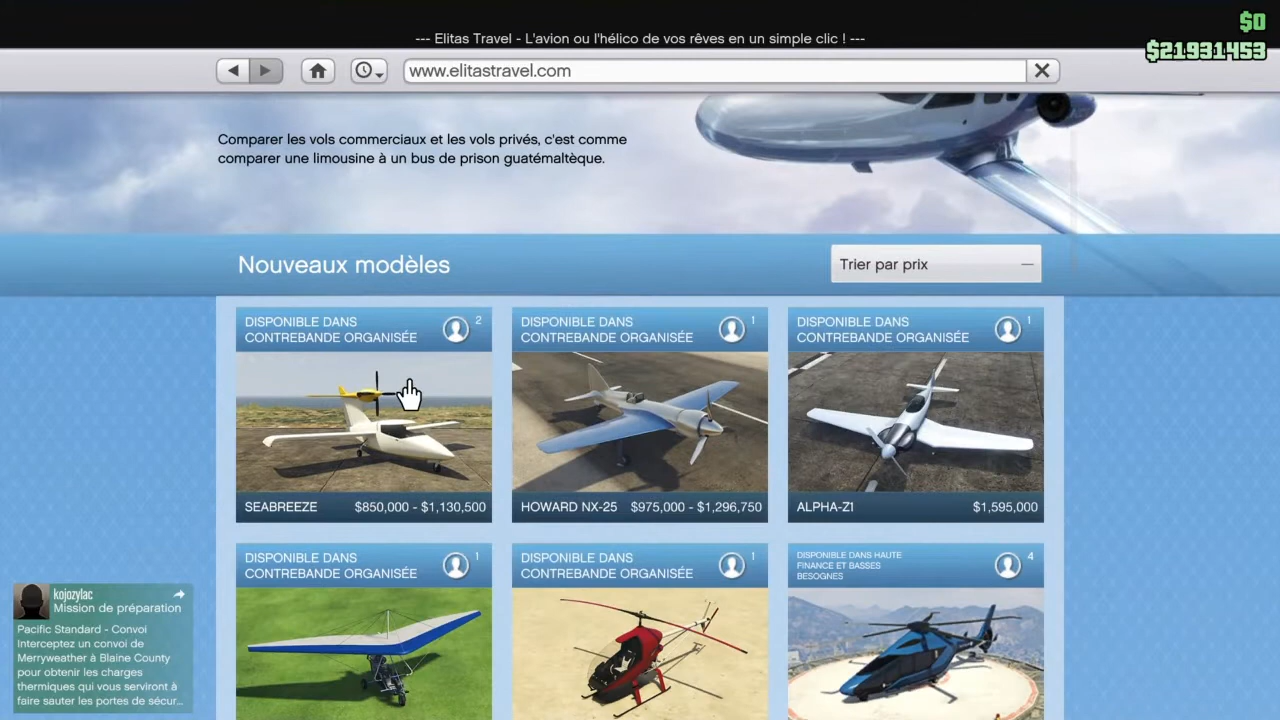 $0
$21931453
--- Elitas Travel - L'avion ou l'hélico de vos rêves en un simple clic ! ---
www.elitastravel.com
Comparer les vols commerciaux et les vols privés, c'est comme
comparer une limousine à un bus de prison guatémaltèque.
Nouveaux modèles
Trier par prix
DISPONIBLE DANS
CONTREBANDE ORGANISÉE
2
SEABREEZE $850,000 - $1,130,500
DISPONIBLE DANS
CONTREBANDE ORGANISÉE
1
HOWARD NX-25 $975,000 - $1,296,750
DISPONIBLE DANS
CONTREBANDE ORGANISÉE
1
ALPHA-Z1 $1,595,000
DISPONIBLE DANS
CONTREBANDE ORGANISÉE
1
DISPONIBLE DANS
CONTREBANDE ORGANISÉE
1
DISPONIBLE DANS HAUTE
FINANCE ET BASSES
BESOGNES
4
kojozylac
Mission de préparation
Pacific Standard - Convoi
Interceptez un convoi de
Merryweather à Blaine County
pour obtenir les charges
thermiques qui vous serviront à
faire sauter les portes de sécur...